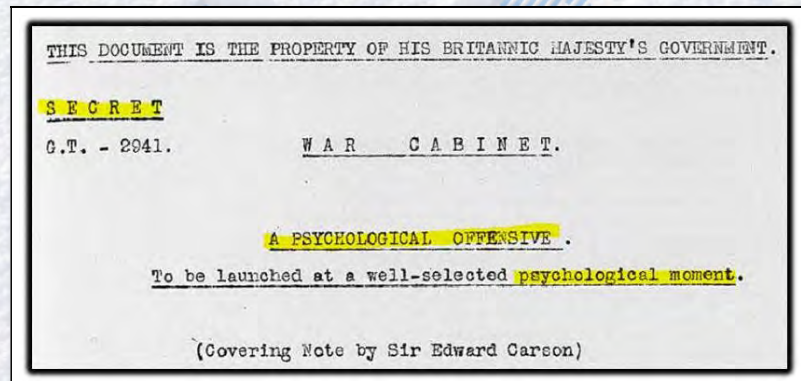 THIS DOCUMENT IS THE PROPERTY OF HIS BRITANNIC MAJESTY'S GOVERNMENT.
SECRET
G.T. - 2941.    WAR CABINET.
A PSYCHOLOGICAL OFFENSIVE.
To be launched at a well-selected psychological moment.
(Covering Note by Sir Edward Carson)